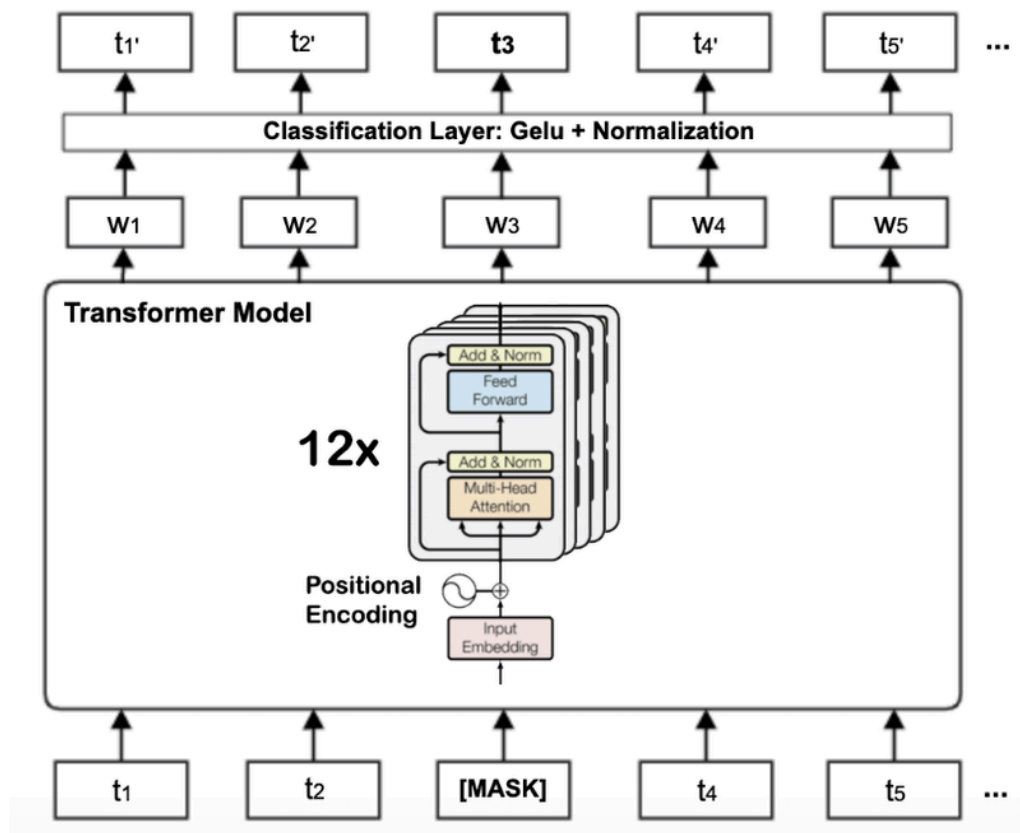 t1' t2' t3 t4' t5' ...
Classification Layer: Gelu + Normalization
w1 w2 w3 w4 w5
Transformer Model
Add & Norm
Feed
Forward
12x
Add & Norm
Multi-Head
Attention
Positional
Encoding
Input
Embedding
t1 t2 [MASK] t4 t5 ...